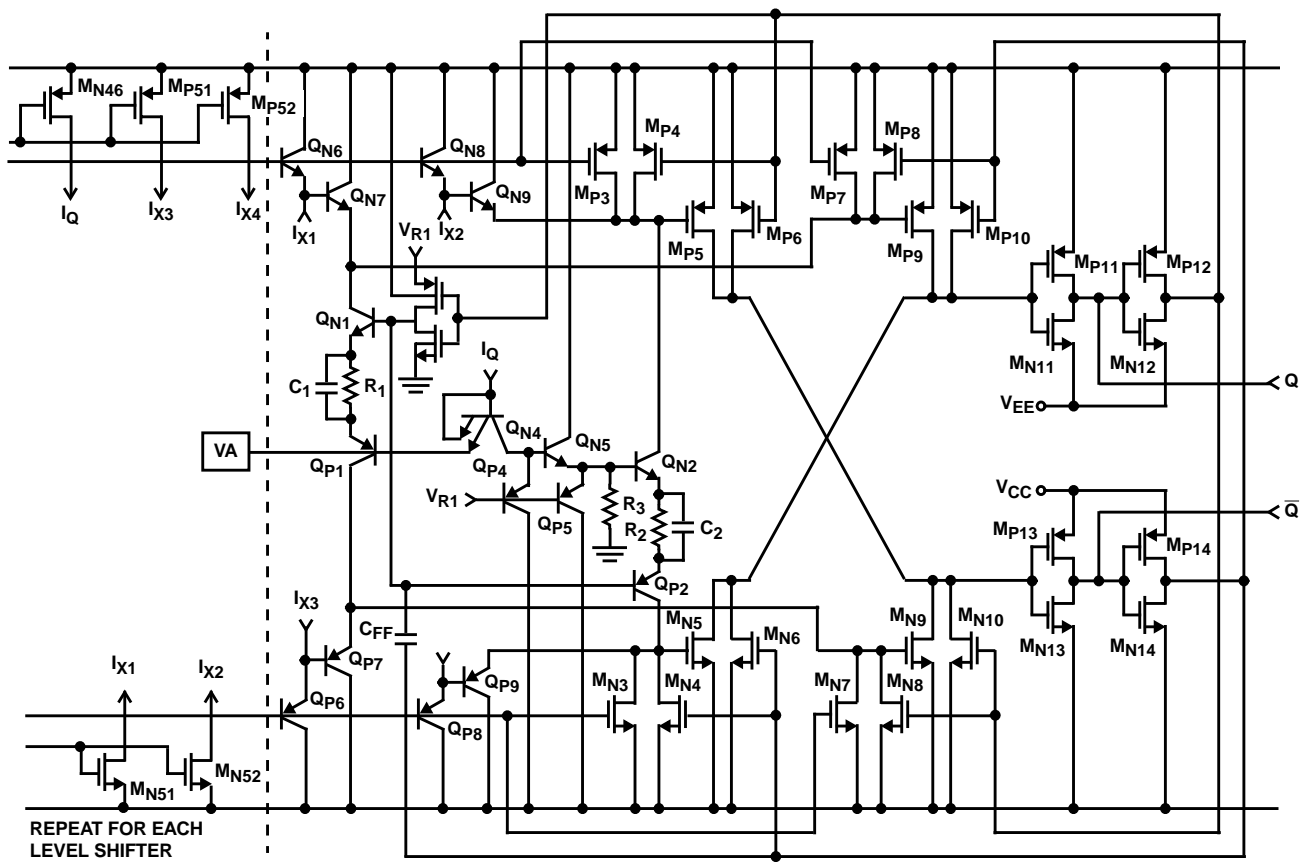 MN46
MP51
MP52
IQ
IX3
IX4
QN6
QN7
IX1
QN8
QN9
IX2
VR1
MP4
MP3
MP5
MP6
MP8
MP7
MP9
MP10
MP11
MP12
MN11
MN12
Q
VEE
QN1
C1
R1
IQ
QN4
QN5
QN2
VA
QP1
QP4
VR1
QP5
R3
R2
C2
VCC
Q̅
MP13
MP14
MN13
MN14
QP2
CFF
IX3
QP7
QP6
QP9
QP8
MN5
MN6
MN3
MN4
MN9
MN10
MN7
MN8
IX1
IX2
MN51
MN52
REPEAT FOR EACH
LEVEL SHIFTER